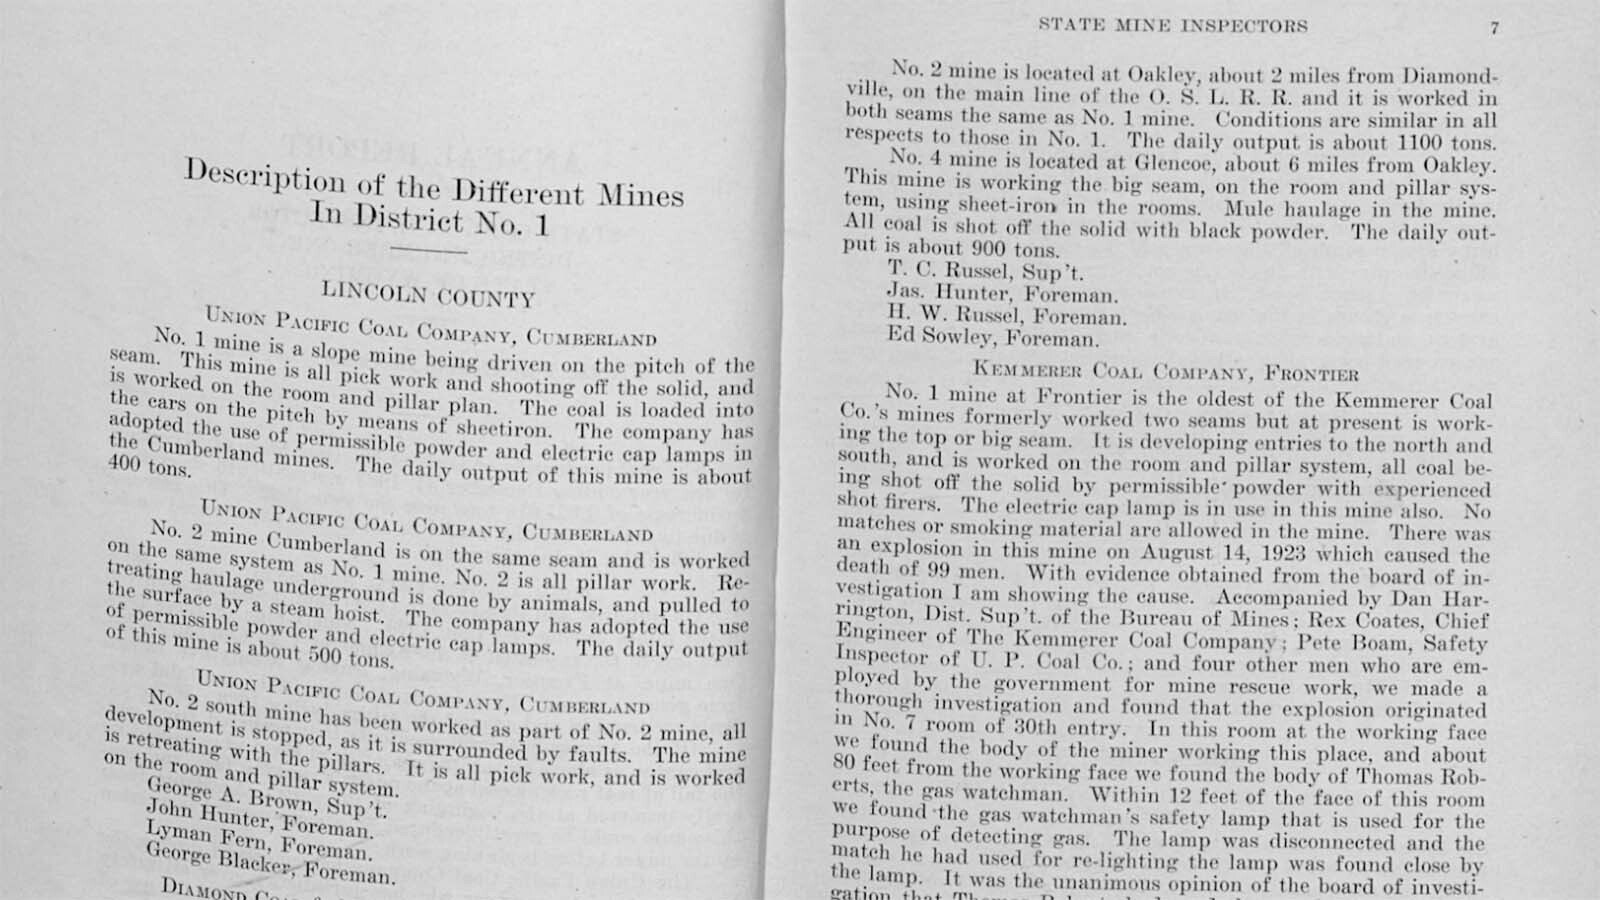 Description of the Different Mines
In District No. 1
LINCOLN COUNTY
Union Pacific Coal Company, Cumberland
No. 1 mine is a slope mine being driven on the pitch of the
seam. This mine is all pick work and shooting off the solid, and
is worked on the room and pillar plan. The coal is loaded into
the cars on the pitch by means of sheetiron. The company has
adopted the use of permissible powder and electric cap lamps in
the Cumberland mines. The daily output of this mine is about
400 tons.
Union Pacific Coal Company, Cumberland
No. 2 mine Cumberland is on the same seam and is worked
on the same system as No. 1 mine. No. 2 is all pillar work. Re-
treating haulage underground is done by animals, and pulled to
the surface by a steam hoist. The company has adopted the use
of permissible powder and electric cap lamps. The daily output
of this mine is about 500 tons.
Union Pacific Coal Company, Cumberland
No. 2 south mine has been worked as part of No. 2 mine, all
development is stopped, as it is surrounded by faults. The mine
is retreating with the pillars. It is all pick work, and is worked
on the room and pillar system.
George A. Brown, Sup't.
John Hunter, Foreman.
Lyman Fern, Foreman.
George Blacker, Foreman.
Diamond
STATE MINE INSPECTORS 7
No. 2 mine is located at Oakley, about 2 miles from Diamond-
ville, on the main line of the O. S. L. R. R. and it is worked in
both seams the same as No. 1 mine. Conditions are similar in all
respects to those in No. 1. The daily output is about 1100 tons.
No. 4 mine is located at Glencoe, about 6 miles from Oakley.
This mine is working the big seam, on the room and pillar sys-
tem, using sheet-iron in the rooms. Mule haulage in the mine.
All coal is shot off the solid with black powder. The daily out-
put is about 900 tons.
T. C. Russel, Sup't.
Jas. Hunter, Foreman.
H. W. Russel, Foreman.
Ed Sowley, Foreman.
Kemmerer Coal Company, Frontier
No. 1 mine at Frontier is the oldest of the Kemmerer Coal
Co.'s mines formerly worked two seams but at present is work-
ing the top or big seam. It is developing entries to the north and
south, and is worked on the room and pillar system, all coal be-
ing shot off the solid by permissible powder with experienced
shot firers. The electric cap lamp is in use in this mine also. No
matches or smoking material are allowed in the mine. There was
an explosion in this mine on August 14, 1923 which caused the
death of 99 men. With evidence obtained from the board of in-
vestigation I am showing the cause. Accompanied by Dan Har-
rington, Dist. Sup't. of the Bureau of Mines; Rex Coates, Chief
Engineer of The Kemmerer Coal Company; Pete Boam, Safety
Inspector of U. P. Coal Co.; and four other men who are em-
ployed by the government for mine rescue work, we made a
thorough investigation and found that the explosion originated
in No. 7 room of 30th entry. In this room at the working face
we found the body of the miner working this place, and about
80 feet from the working face we found the body of Thomas Rob-
erts, the gas watchman. Within 12 feet of the face of this room
we found the gas watchman's safety lamp that is used for the
purpose of detecting gas. The lamp was disconnected and the
match he had used for re-lighting the lamp was found close by
the lamp. It was the unanimous opinion of the board of investi-
gation that Thomas